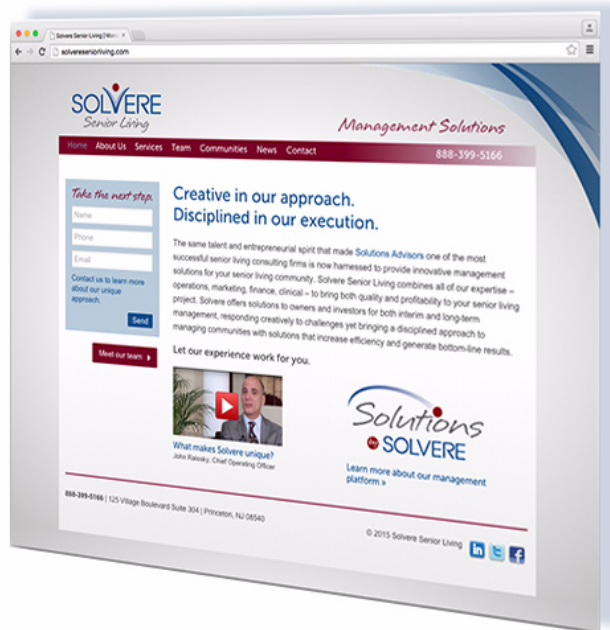 Solvere Senior Living | Mana
solvereseniorliving.com
SOLVERE
Senior Living
Management Solutions
Home About Us Services Team Communities News Contact 888-399-5166
Take the next step.
Name
Phone
Email
Contact us to learn more
about our unique
approach.
Send
Meet our team
Creative in our approach.
Disciplined in our execution.
The same talent and entrepreneurial spirit that made Solutions Advisors one of the most
successful senior living consulting firms is now harnessed to provide innovative management
solutions for your senior living community. Solvere Senior Living combines all of our expertise –
operations, marketing, finance, clinical – to bring both quality and profitability to your senior living
project. Solvere offers solutions to owners and investors for both interim and long-term
management, responding creatively to challenges yet bringing a disciplined approach to
managing communities with solutions that increase efficiency and generate bottom-line results.
Let our experience work for you.
What makes Solvere unique?
John Ralosky, Chief Operating Officer
Solutions
by SOLVERE
Learn more about our management
platform »
888-399-5166 | 125 Village Boulevard Suite 304 | Princeton, NJ 08540
© 2015 Solvere Senior Living